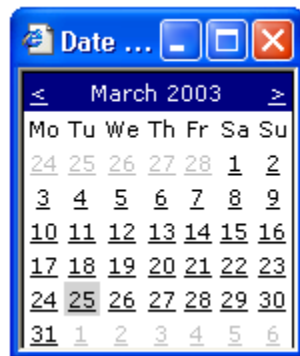 Date ...
< March 2003 >
Mo Tu We Th Fr Sa Su
24 25 26 27 28 1 2
3 4 5 6 7 8 9
10 11 12 13 14 15 16
17 18 19 20 21 22 23
24 25 26 27 28 29 30
31 1 2 3 4 5 6